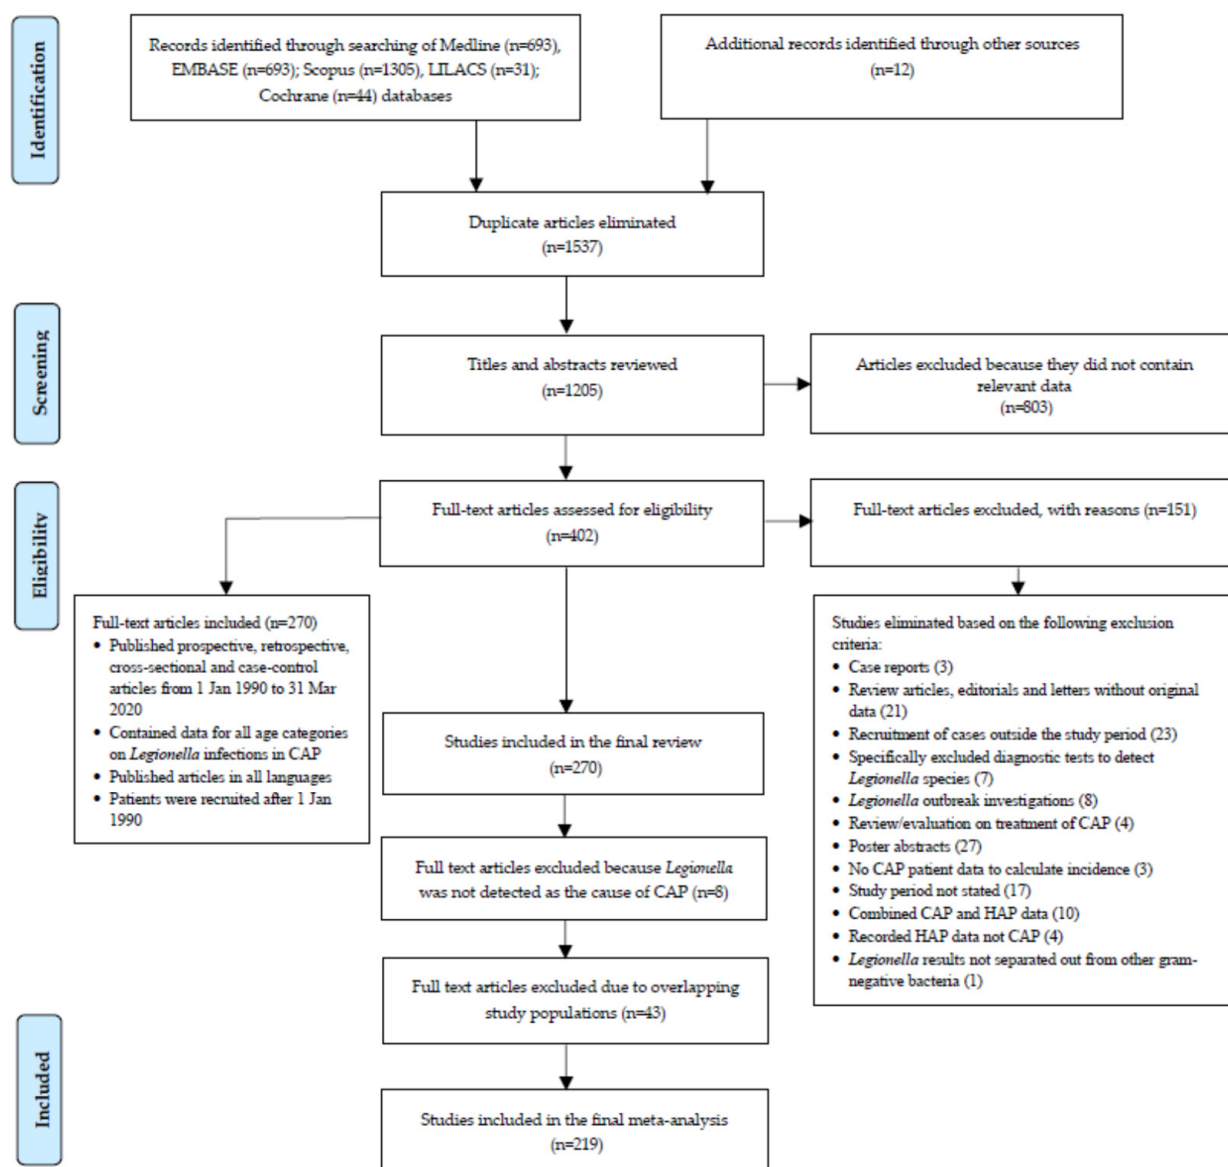 Identification
Records identified through searching of Medline (n=693),
EMBASE (n=693); Scopus (n=1305), LILACS (n=31);
Cochrane (n=44) databases
Additional records identified through other sources
(n=12)
Duplicate articles eliminated
(n=1537)
Screening
Titles and abstracts reviewed
(n=1205)
Articles excluded because they did not contain
relevant data
(n=803)
Eligibility
Full-text articles assessed for eligibility
(n=402)
Full-text articles excluded, with reasons (n=151)
Full-text articles included (n=270)
• Published prospective, retrospective,
cross-sectional and case-control
articles from 1 Jan 1990 to 31 Mar
2020
• Contained data for all age categories
on Legionella infections in CAP
• Published articles in all languages
• Patients were recruited after 1 Jan
1990
Studies eliminated based on the following exclusion
criteria:
• Case reports (3)
• Review articles, editorials and letters without original
data (21)
• Recruitment of cases outside the study period (23)
• Specifically excluded diagnostic tests to detect
Legionella species (7)
• Legionella outbreak investigations (8)
• Review/evaluation on treatment of CAP (4)
• Poster abstracts (27)
• No CAP patient data to calculate incidence (3)
• Study period not stated (17)
• Combined CAP and HAP data (10)
• Recorded HAP data not CAP (4)
• Legionella results not separated out from other gram-
negative bacteria (1)
Studies included in the final review
(n=270)
Full text articles excluded because Legionella
was not detected as the cause of CAP (n=8)
Full text articles excluded due to overlapping
study populations (n=43)
Included
Studies included in the final meta-analysis
(n=219)